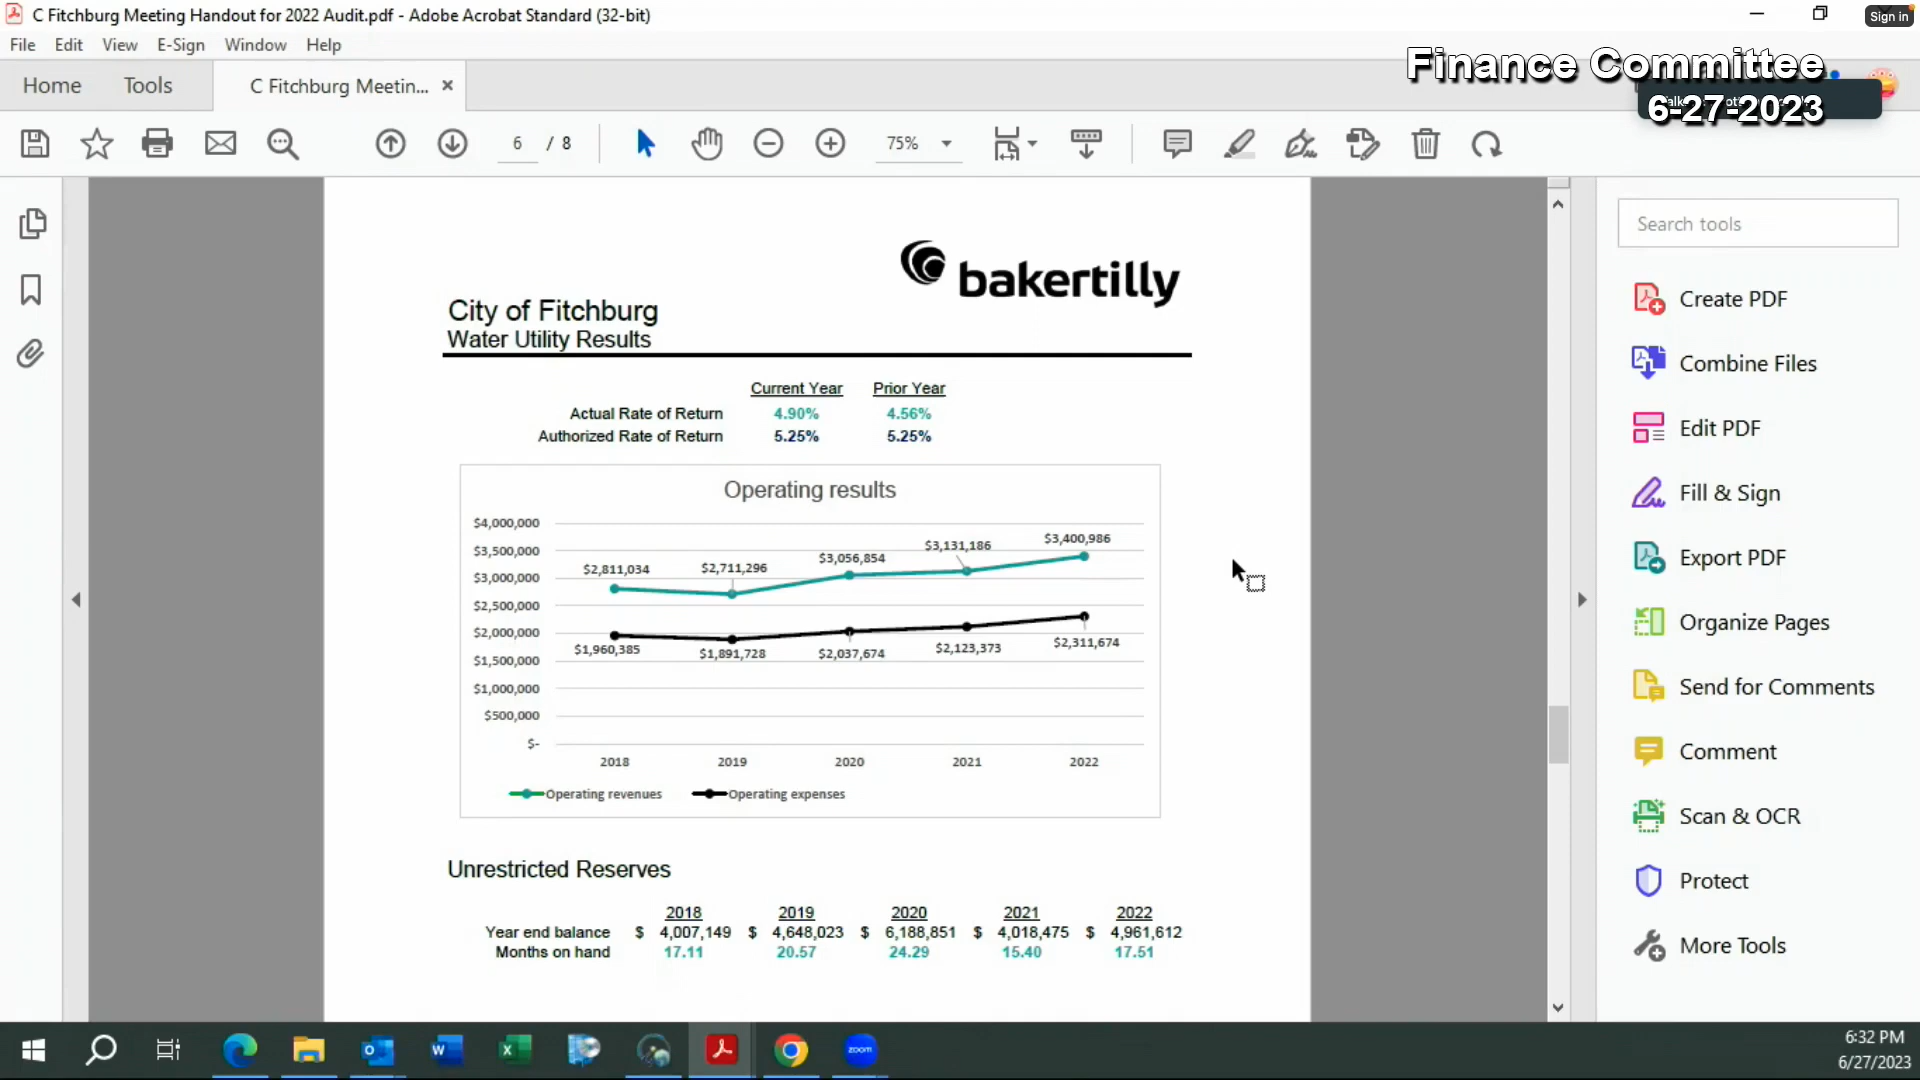 C Fitchburg Meeting Handout for 2022 Audit.pdf - Adobe Acrobat Standard (32-bit)
Sign in
File Edit View E-Sign Window Help
Finance Committee
6-27-2023
Home Tools C Fitchburg Meetin... ×
6 / 8 75%
Search tools
Create PDF
Combine Files
Edit PDF
Fill & Sign
Export PDF
Organize Pages
Send for Comments
Comment
Scan & OCR
Protect
More Tools
bakertilly
City of Fitchburg
Water Utility Results
Current Year Prior Year
Actual Rate of Return 4.90% 4.56%
Authorized Rate of Return 5.25% 5.25%
Operating results
$4,000,000
$3,500,000
$3,000,000
$2,500,000
$2,000,000
$1,500,000
$1,000,000
$500,000
$-
$2,811,034 $2,711,296 $3,056,854 $3,131,186 $3,400,986
$1,960,385 $1,891,728 $2,037,674 $2,123,373 $2,311,674
2018 2019 2020 2021 2022
Operating revenues Operating expenses
Unrestricted Reserves
2018 2019 2020 2021 2022
Year end balance $ 4,007,149 $ 4,648,023 $ 6,188,851 $ 4,018,475 $ 4,961,612
Months on hand 17.11 20.57 24.29 15.40 17.51
zoom
6:32 PM
6/27/2023